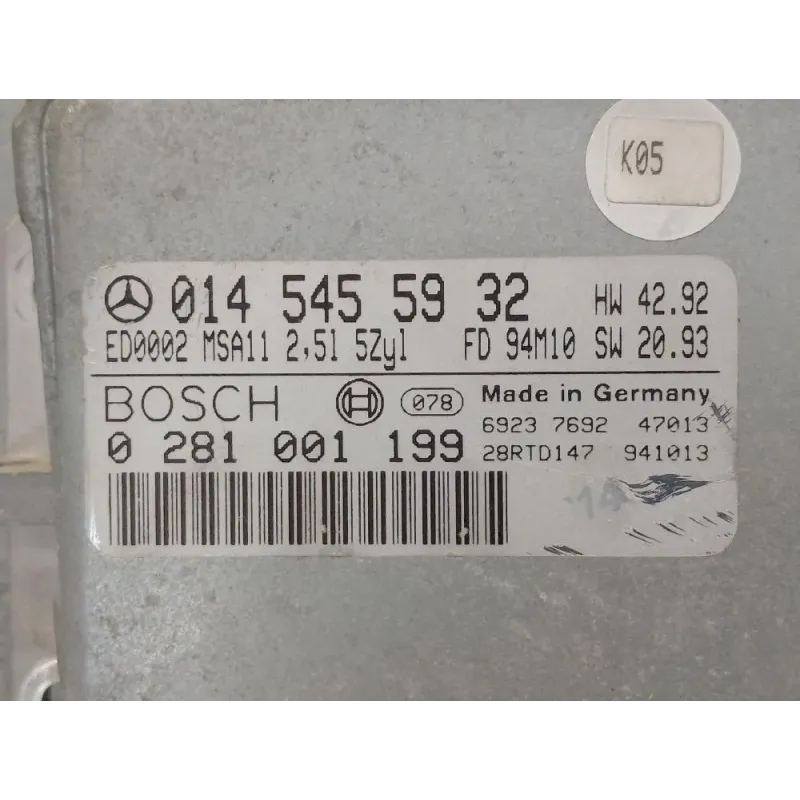 K05
014 545 59 32 HW 42.92
ED0002 MSA11 2,5l 5Zyl FD 94M10 SW 20.93
BOSCH 078 Made in Germany
6923 7692 47013
0 281 001 199 28RTD147 941013